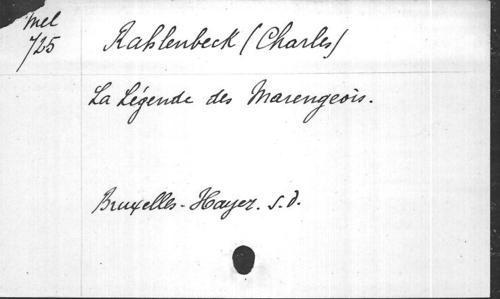 Mel
725
Rahlenbeck (Charles)
La Légende des Marengeois.
Bruxelles-Hayez. s.d.